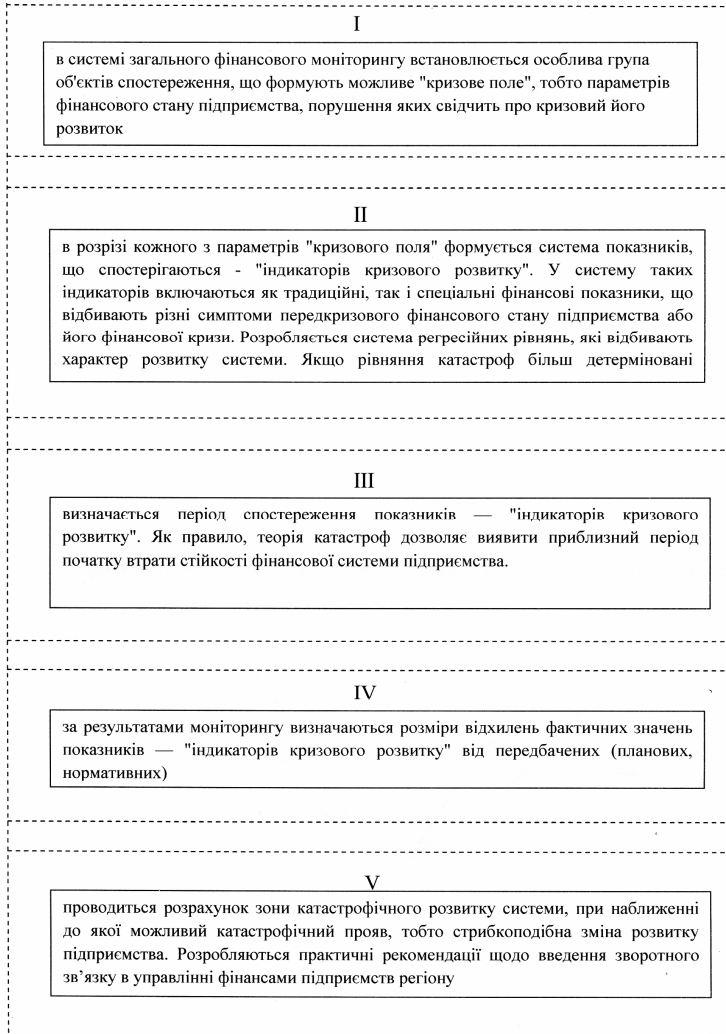 I
в системі загального фінансового моніторингу встановлюється особлива група
об'єктів спостереження, що формують можливе "кризове поле", тобто параметрів
фінансового стану підприємства, порушення яких свідчить про кризовий його
розвиток
II
в розрізі кожного з параметрів "кризового поля" формується система показників,
що спостерігаються - "індикаторів кризового розвитку". У систему таких
індикаторів включаються як традиційні, так і спеціальні фінансові показники, що
відбивають різні симптоми передкризового фінансового стану підприємства або
його фінансової кризи. Розробляється система регресійних рівнянь, які відбивають
характер розвитку системи. Якщо рівняння катастроф більш детерміновані
III
визначається період спостереження показників — "індикаторів кризового
розвитку". Як правило, теорія катастроф дозволяє виявити приблизний період
початку втрати стійкості фінансової системи підприємства.
IV
за результатами моніторингу визначаються розміри відхилень фактичних значень
показників — "індикаторів кризового розвитку" від передбачених (планових,
нормативних)
V
проводиться розрахунок зони катастрофічного розвитку системи, при наближенні
до якої можливий катастрофічний прояв, тобто стрибкоподібна зміна розвитку
підприємства. Розробляються практичні рекомендації щодо введення зворотного
зв’язку в управлінні фінансами підприємств регіону